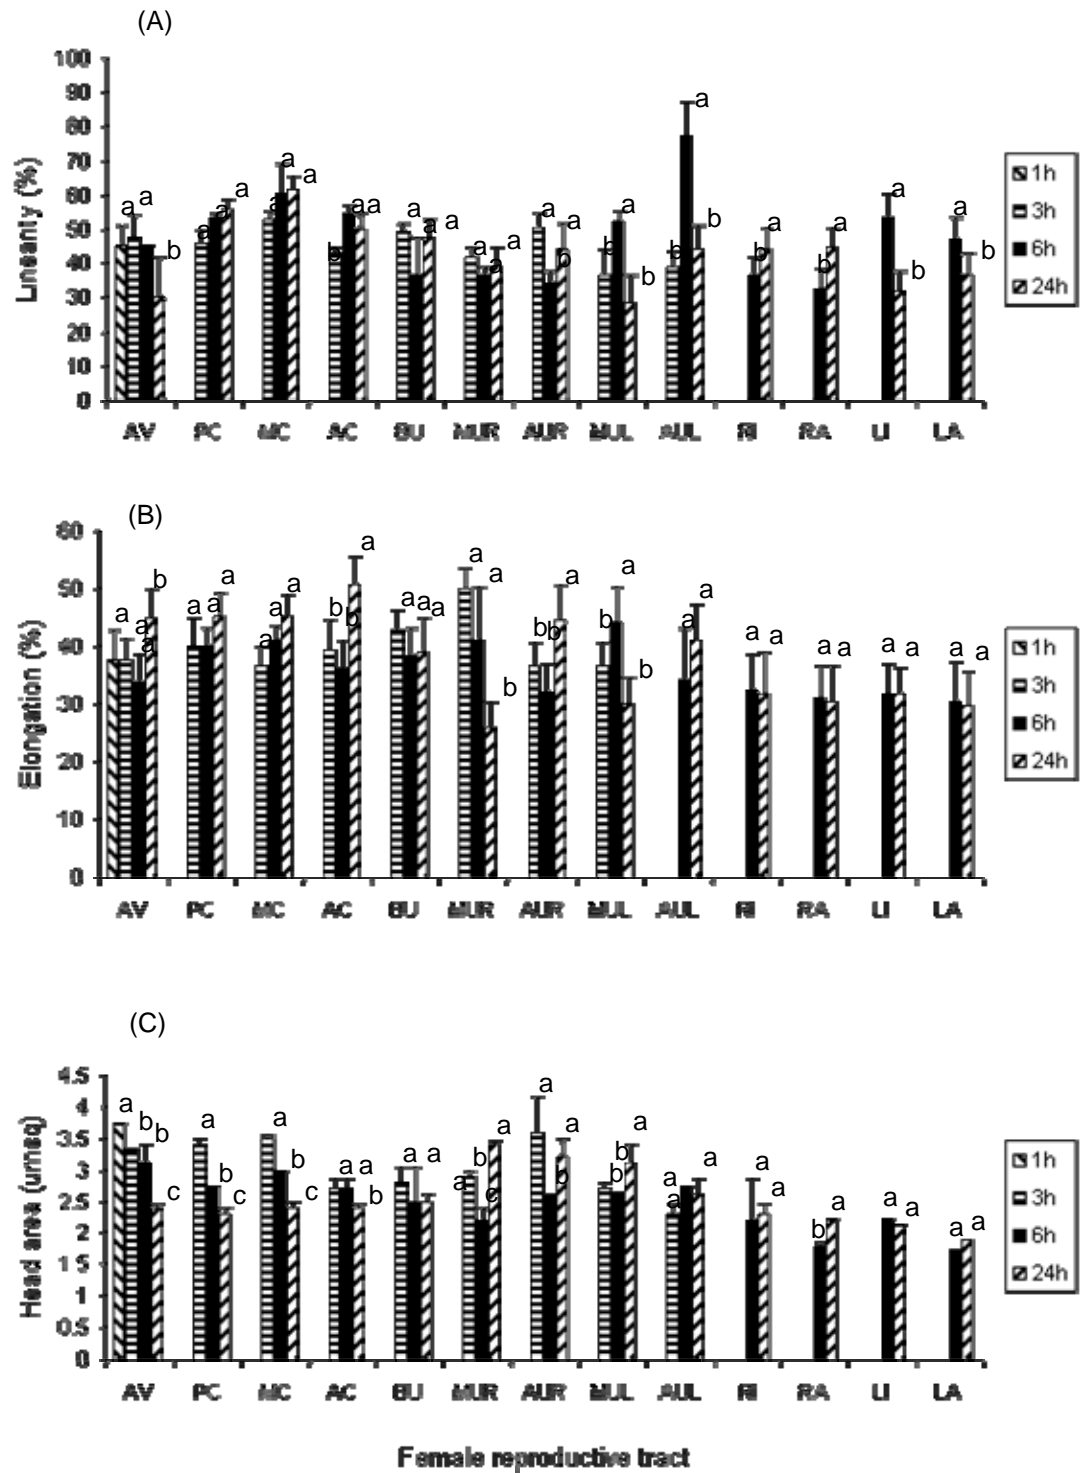 (A)
Linearity (%)
100
90
80
70
60
50
40
30
20
10
0
a a b
a a a
a a a
b a a
a a a
a a a
a b a
b a b
b a b
b a
b a
a b
a b
AV PC MC AC BU MUR AUR MUL AUL RI RA LI LA
1h
3h
6h
24h
(B)
Elongation (%)
60
50
40
30
20
10
0
a a a b
a a a
a a a
b b a
a a a
a a b
b b a
a a b
a a
a a
a a
a a
a a
AV PC MC AC BU MUR AUR MUL AUL RI RA LI LA
1h
3h
6h
24h
(C)
Head area (umsq)
4.5
4
3.5
3
2.5
2
1.5
1
0.5
0
a b b c
a b c
a b c
a a b
a a
a b c a
a b a
b b a
a a a
a a
b a
a a
a a
AV PC MC AC BU MUR AUR MUL AUL RI RA LI LA
1h
3h
6h
24h
Female reproductive tract